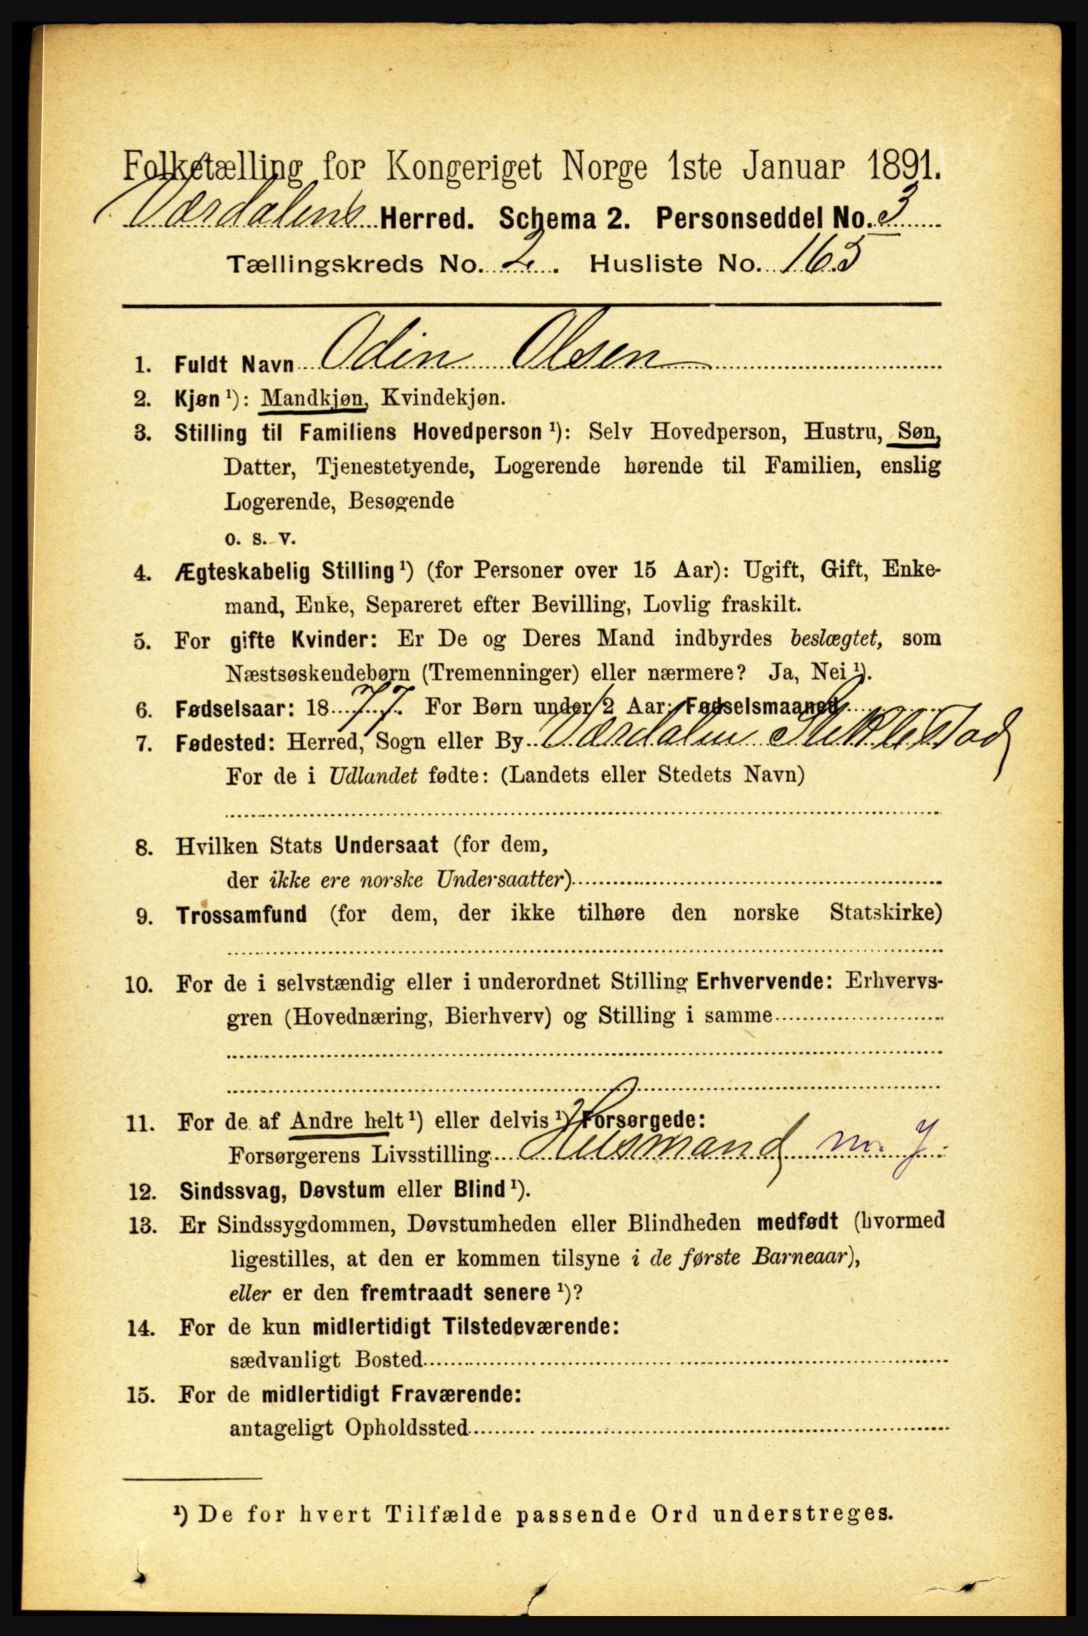 Folketælling for Kongeriget Norge 1ste Januar 1891.
Værdalens Herred. Schema 2. Personseddel No. 3
Tællingskreds No. 2. Husliste No. 165
1. Fuldt Navn Odin Olsen
2. Kjøn ¹): Mandkjøn, Kvindekjøn.
3. Stilling til Familiens Hovedperson ¹): Selv Hovedperson, Hustru, Søn,
Datter, Tjenestetyende, Logerende hørende til Familien, enslig
Logerende, Besøgende
o. s. v.
4. Ægteskabelig Stilling ¹) (for Personer over 15 Aar): Ugift, Gift, Enke-
mand, Enke, Separeret efter Bevilling, Lovlig fraskilt.
5. For gifte Kvinder: Er De og Deres Mand indbyrdes beslægtet, som
Næstsøskendebørn (Tremenninger) eller nærmere? Ja, Nei ¹).
6. Fødselsaar: 1877. For Børn under 2 Aar: Fødselsmaaned
7. Fødested: Herred, Sogn eller By Værdalen Stiklestad
For de i Udlandet fødte: (Landets eller Stedets Navn)
8. Hvilken Stats Undersaat (for dem,
der ikke ere norske Undersaatter)
9. Trossamfund (for dem, der ikke tilhøre den norske Statskirke)
10. For de i selvstændig eller i underordnet Stilling Erhvervende: Erhvervs-
gren (Hovednæring, Bierhverv) og Stilling i samme
11. For de af Andre helt ¹) eller delvis ¹) Forsørgede:
Forsørgerens Livsstilling Husmand m. J.
12. Sindssvag, Døvstum eller Blind ¹).
13. Er Sindssygdommen, Døvstumheden eller Blindheden medfødt (hvormed
ligestilles, at den er kommen tilsyne i de første Barneaar),
eller er den fremtraadt senere ¹)?
14. For de kun midlertidigt Tilstedeværende:
sædvanligt Bosted
15. For de midlertidigt Fraværende:
antageligt Opholdssted
¹) De for hvert Tilfælde passende Ord understreges.